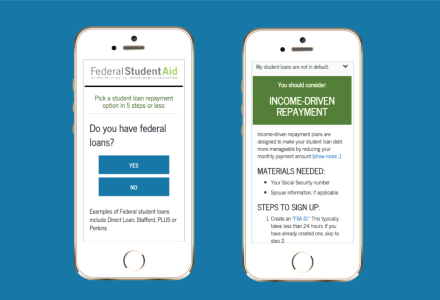 FederalStudentAid
AN OFFICE OF THE U.S. DEPARTMENT OF EDUCATION
Pick a student loan repayment
option in 5 steps or less:
Do you have federal
loans?
YES
NO
Examples of Federal student loans
include Direct Loan, Stafford, PLUS or
Perkins
My student loans are not in default.
You should consider:
INCOME-DRIVEN
REPAYMENT
Income-driven repayment plans are
designed to make your student loan debt
more manageable by reducing your
monthly payment amount (show more..)
MATERIALS NEEDED:
• Your Social Security number
• Spouse information, if applicable
STEPS TO SIGN UP:
1. Create an "FSA ID." This typically
takes less than 24 hours. If you
have already created one, skip to
step 2.